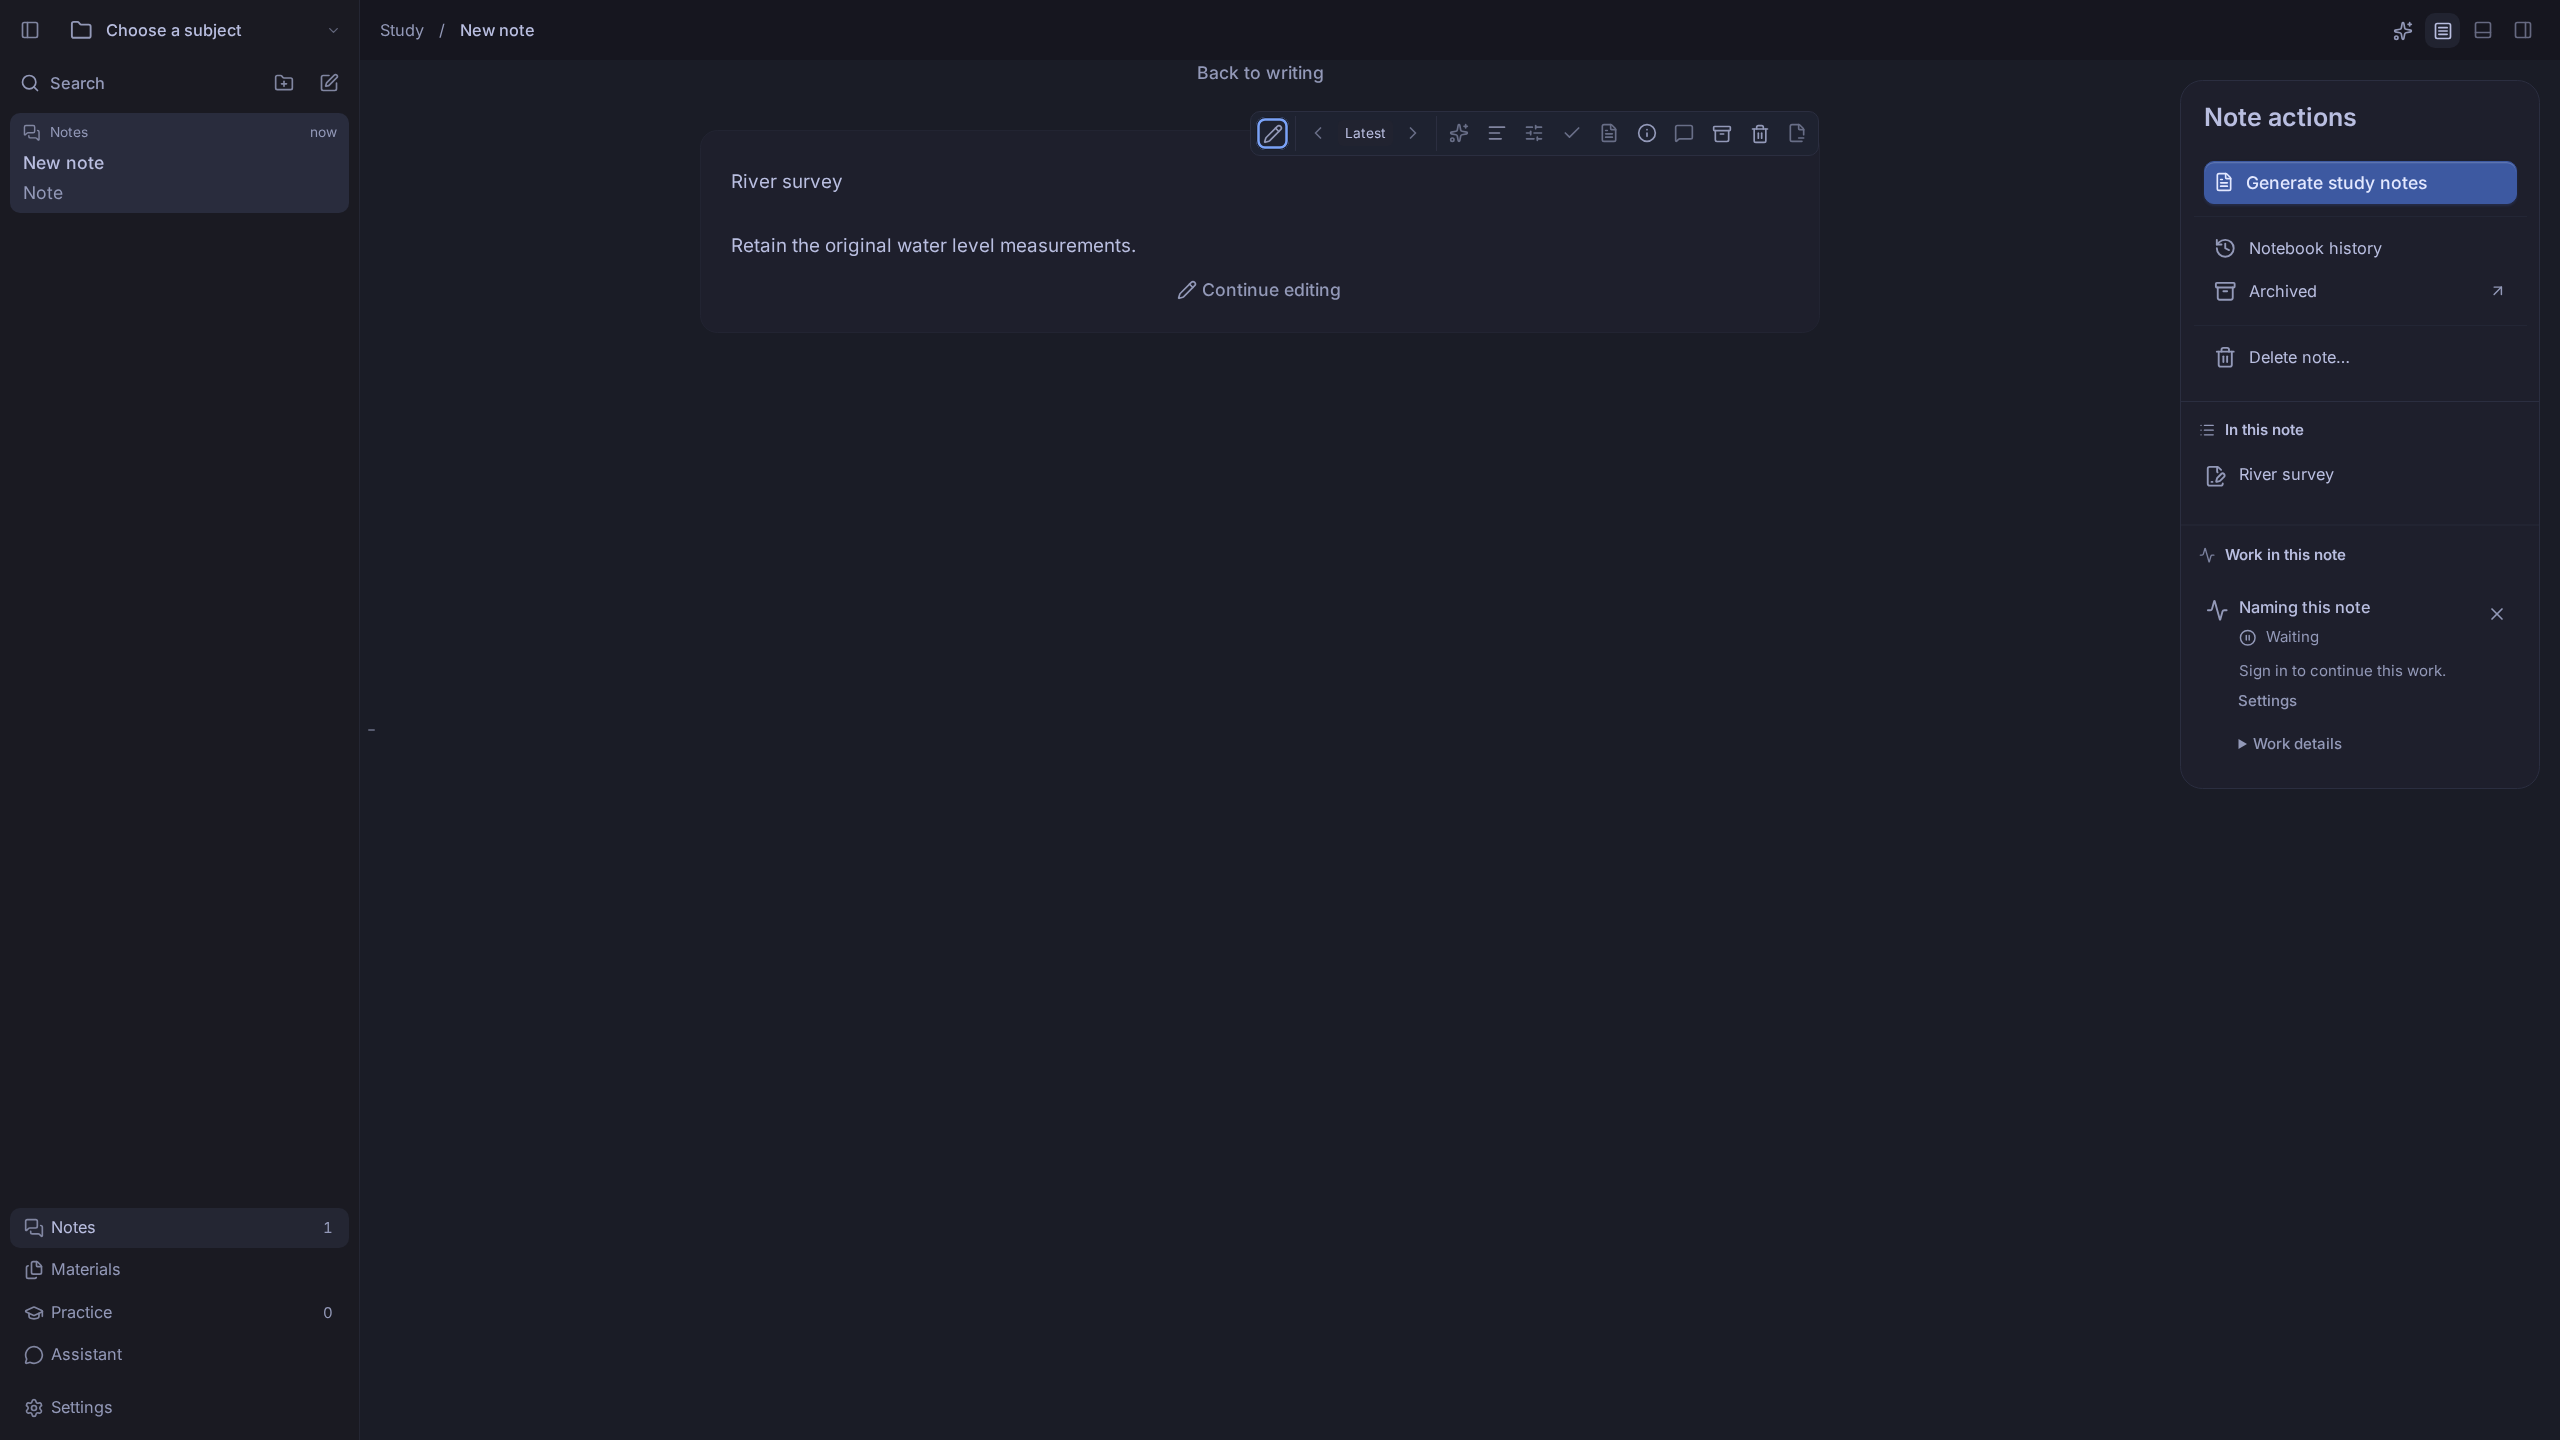 Choose a subject
Search
Notes now
New note
Note
Notes 1
Materials
Practice 0
Assistant
Settings
Study / New note
Back to writing
Latest
River survey
Retain the original water level measurements.
Continue editing
Note actions
Generate study notes
Notebook history
Archived
Delete note...
In this note
River survey
Work in this note
Naming this note
Waiting
Sign in to continue this work.
Settings
Work details